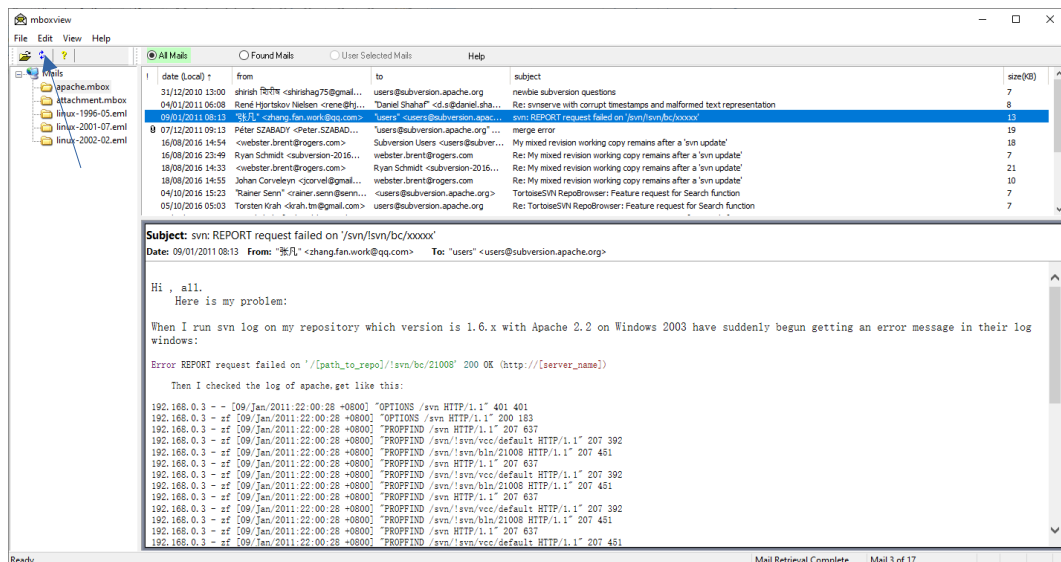 mboxview
File Edit View Help
All Mails Found Mails User Selected Mails Help
Mails
apache.mbox
attachment.mbox
linux-1996-05.eml
linux-2001-07.eml
linux-2002-02.eml
! date (Local) ↑ from to subject size(KB)
31/12/2010 13:00 shirish शिरीष <shirishag75@gmail... users@subversion.apache.org newbie subversion questions 7
04/01/2011 06:08 René Hjortskov Nielsen <rene@hj... "Daniel Shahaf" <d.s@daniel.sha... Re: svnserve with corrupt timestamps and malformed text representation 8
09/01/2011 08:13 "张凡" <zhang.fan.work@qq.com> "users" <users@subversion.apac... svn: REPORT request failed on '/svn/!svn/bc/xxxxx' 13
07/12/2011 09:13 Péter SZABADY <Peter.SZABAD... "users@subversion.apache.org" ... merge error 19
16/08/2016 14:54 <webster.brent@rogers.com> Subversion Users <users@subver... My mixed revision working copy remains after a 'svn update' 18
16/08/2016 23:49 Ryan Schmidt <subversion-2016... webster.brent@rogers.com Re: My mixed revision working copy remains after a 'svn update' 7
18/08/2016 14:33 <webster.brent@rogers.com> Ryan Schmidt <subversion-2016... Re: My mixed revision working copy remains after a 'svn update' 21
18/08/2016 14:55 Johan Corveleyn <jcorvel@gmail... webster.brent@rogers.com Re: My mixed revision working copy remains after a 'svn update' 10
04/10/2016 15:23 "Rainer Senn" <rainer.senn@senn... <users@subversion.apache.org> TortoiseSVN RepoBrowser: Feature request for Search function 7
05/10/2016 05:03 Torsten Krah <krah.tm@gmail.com> users@subversion.apache.org Re: TortoiseSVN RepoBrowser: Feature request for Search function 7
Subject: svn: REPORT request failed on '/svn/!svn/bc/xxxxx'
Date: 09/01/2011 08:13 From: "张凡" <zhang.fan.work@qq.com> To: "users" <users@subversion.apache.org>
Hi , all.
Here is my problem:
When I run svn log on my repository which version is 1.6.x with Apache 2.2 on Windows 2003 have suddenly begun getting an error message in their log
windows:
Error REPORT request failed on '/[path_to_repo]/!svn/bc/21008' 200 OK (http://[server_name])
Then I checked the log of apache,get like this:
192.168.0.3 - - [09/Jan/2011:22:00:28 +0800] "OPTIONS /svn HTTP/1.1" 401 401
192.168.0.3 - zf [09/Jan/2011:22:00:28 +0800] "OPTIONS /svn HTTP/1.1" 200 183
192.168.0.3 - zf [09/Jan/2011:22:00:28 +0800] "PROPFIND /svn HTTP/1.1" 207 637
192.168.0.3 - zf [09/Jan/2011:22:00:28 +0800] "PROPFIND /svn/!svn/vcc/default HTTP/1.1" 207 392
192.168.0.3 - zf [09/Jan/2011:22:00:28 +0800] "PROPFIND /svn/!svn/bln/21008 HTTP/1.1" 207 451
192.168.0.3 - zf [09/Jan/2011:22:00:28 +0800] "PROPFIND /svn HTTP/1.1" 207 637
192.168.0.3 - zf [09/Jan/2011:22:00:28 +0800] "PROPFIND /svn/!svn/vcc/default HTTP/1.1" 207 392
192.168.0.3 - zf [09/Jan/2011:22:00:28 +0800] "PROPFIND /svn/!svn/bln/21008 HTTP/1.1" 207 451
192.168.0.3 - zf [09/Jan/2011:22:00:28 +0800] "PROPFIND /svn HTTP/1.1" 207 637
192.168.0.3 - zf [09/Jan/2011:22:00:28 +0800] "PROPFIND /svn/!svn/vcc/default HTTP/1.1" 207 392
192.168.0.3 - zf [09/Jan/2011:22:00:28 +0800] "PROPFIND /svn/!svn/bln/21008 HTTP/1.1" 207 451
192.168.0.3 - zf [09/Jan/2011:22:00:28 +0800] "PROPFIND /svn HTTP/1.1" 207 637
192.168.0.3 - zf [09/Jan/2011:22:00:28 +0800] "PROPFIND /svn/!svn/vcc/default HTTP/1.1" 207 451
Ready Mail Retrieval Complete Mail 3 of 17